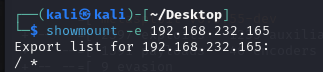 ┌──(kali㉿kali)-[~/Desktop]
└─$ showmount -e 192.168.232.165
Export list for 192.168.232.165:
/ *